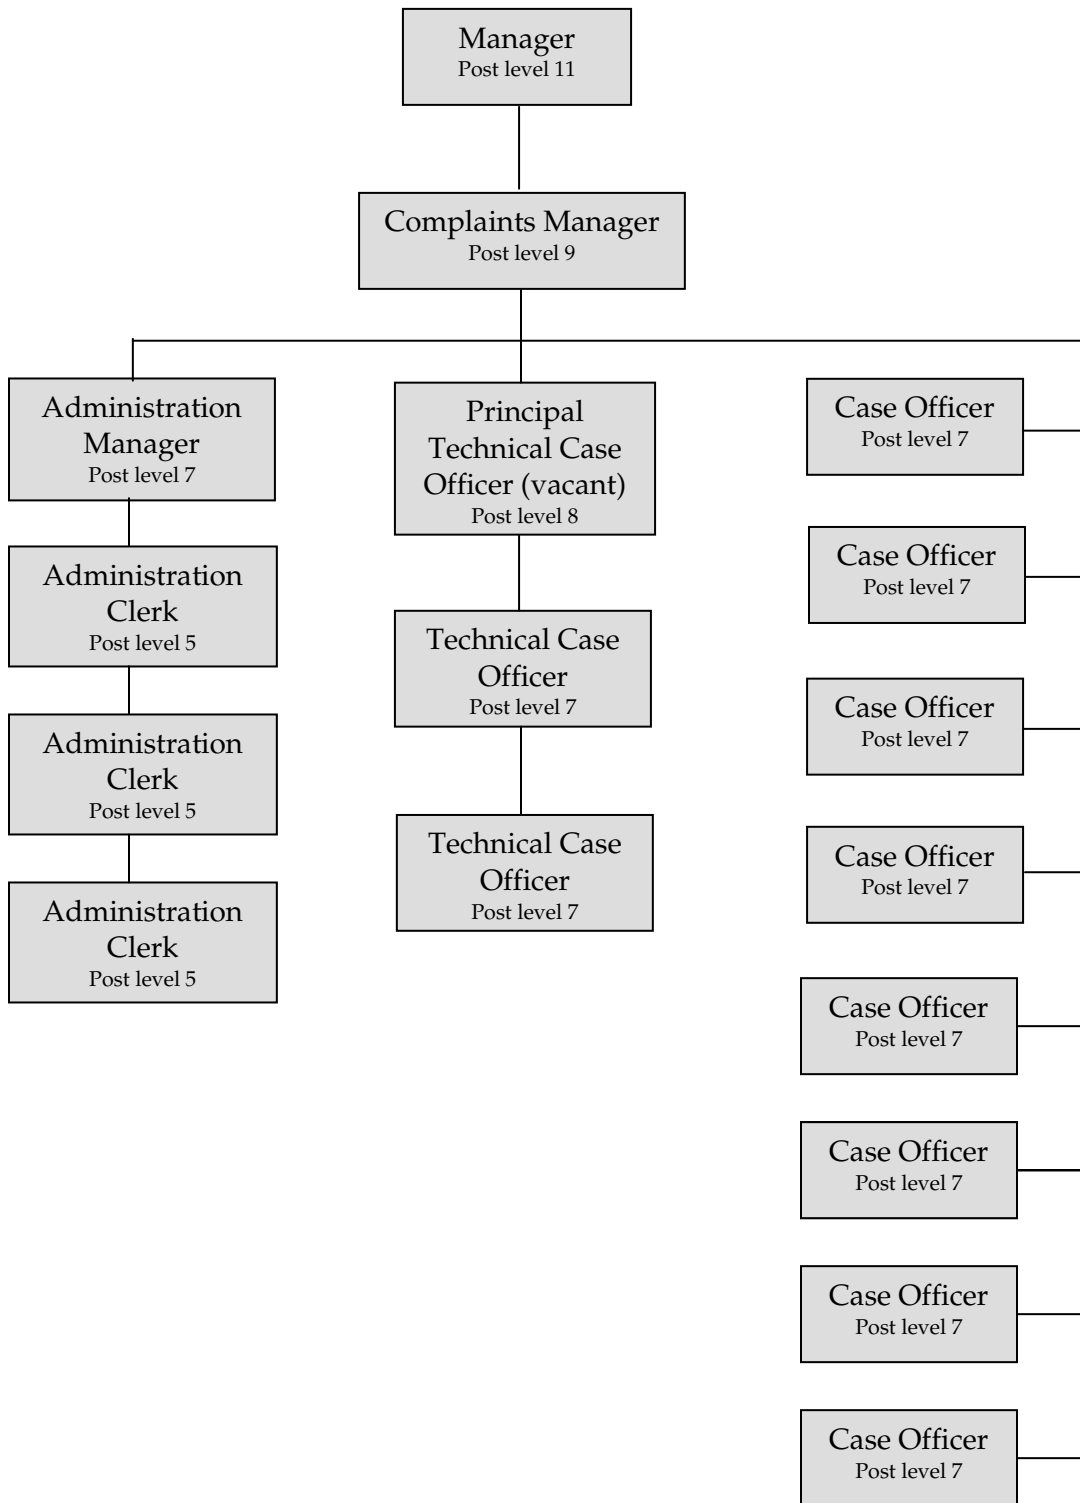 Manager
Post level 11
Complaints Manager
Post level 9
Administration
Manager
Post level 7
Administration
Clerk
Post level 5
Administration
Clerk
Post level 5
Administration
Clerk
Post level 5
Principal
Technical Case
Officer (vacant)
Post level 8
Technical Case
Officer
Post level 7
Technical Case
Officer
Post level 7
Case Officer
Post level 7
Case Officer
Post level 7
Case Officer
Post level 7
Case Officer
Post level 7
Case Officer
Post level 7
Case Officer
Post level 7
Case Officer
Post level 7
Case Officer
Post level 7